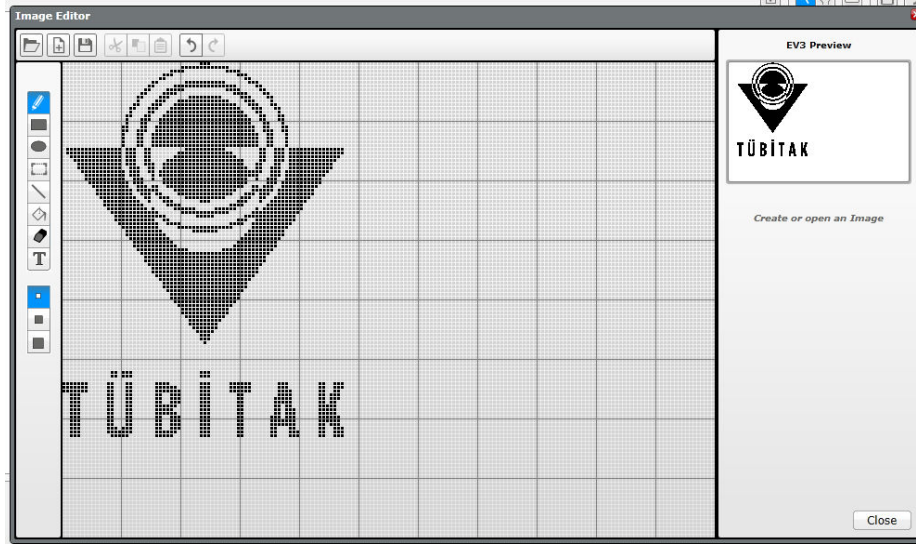 Image Editor
EV3 Preview
TÜBİTAK
Create or open an Image
T
TÜBİTAK
Close